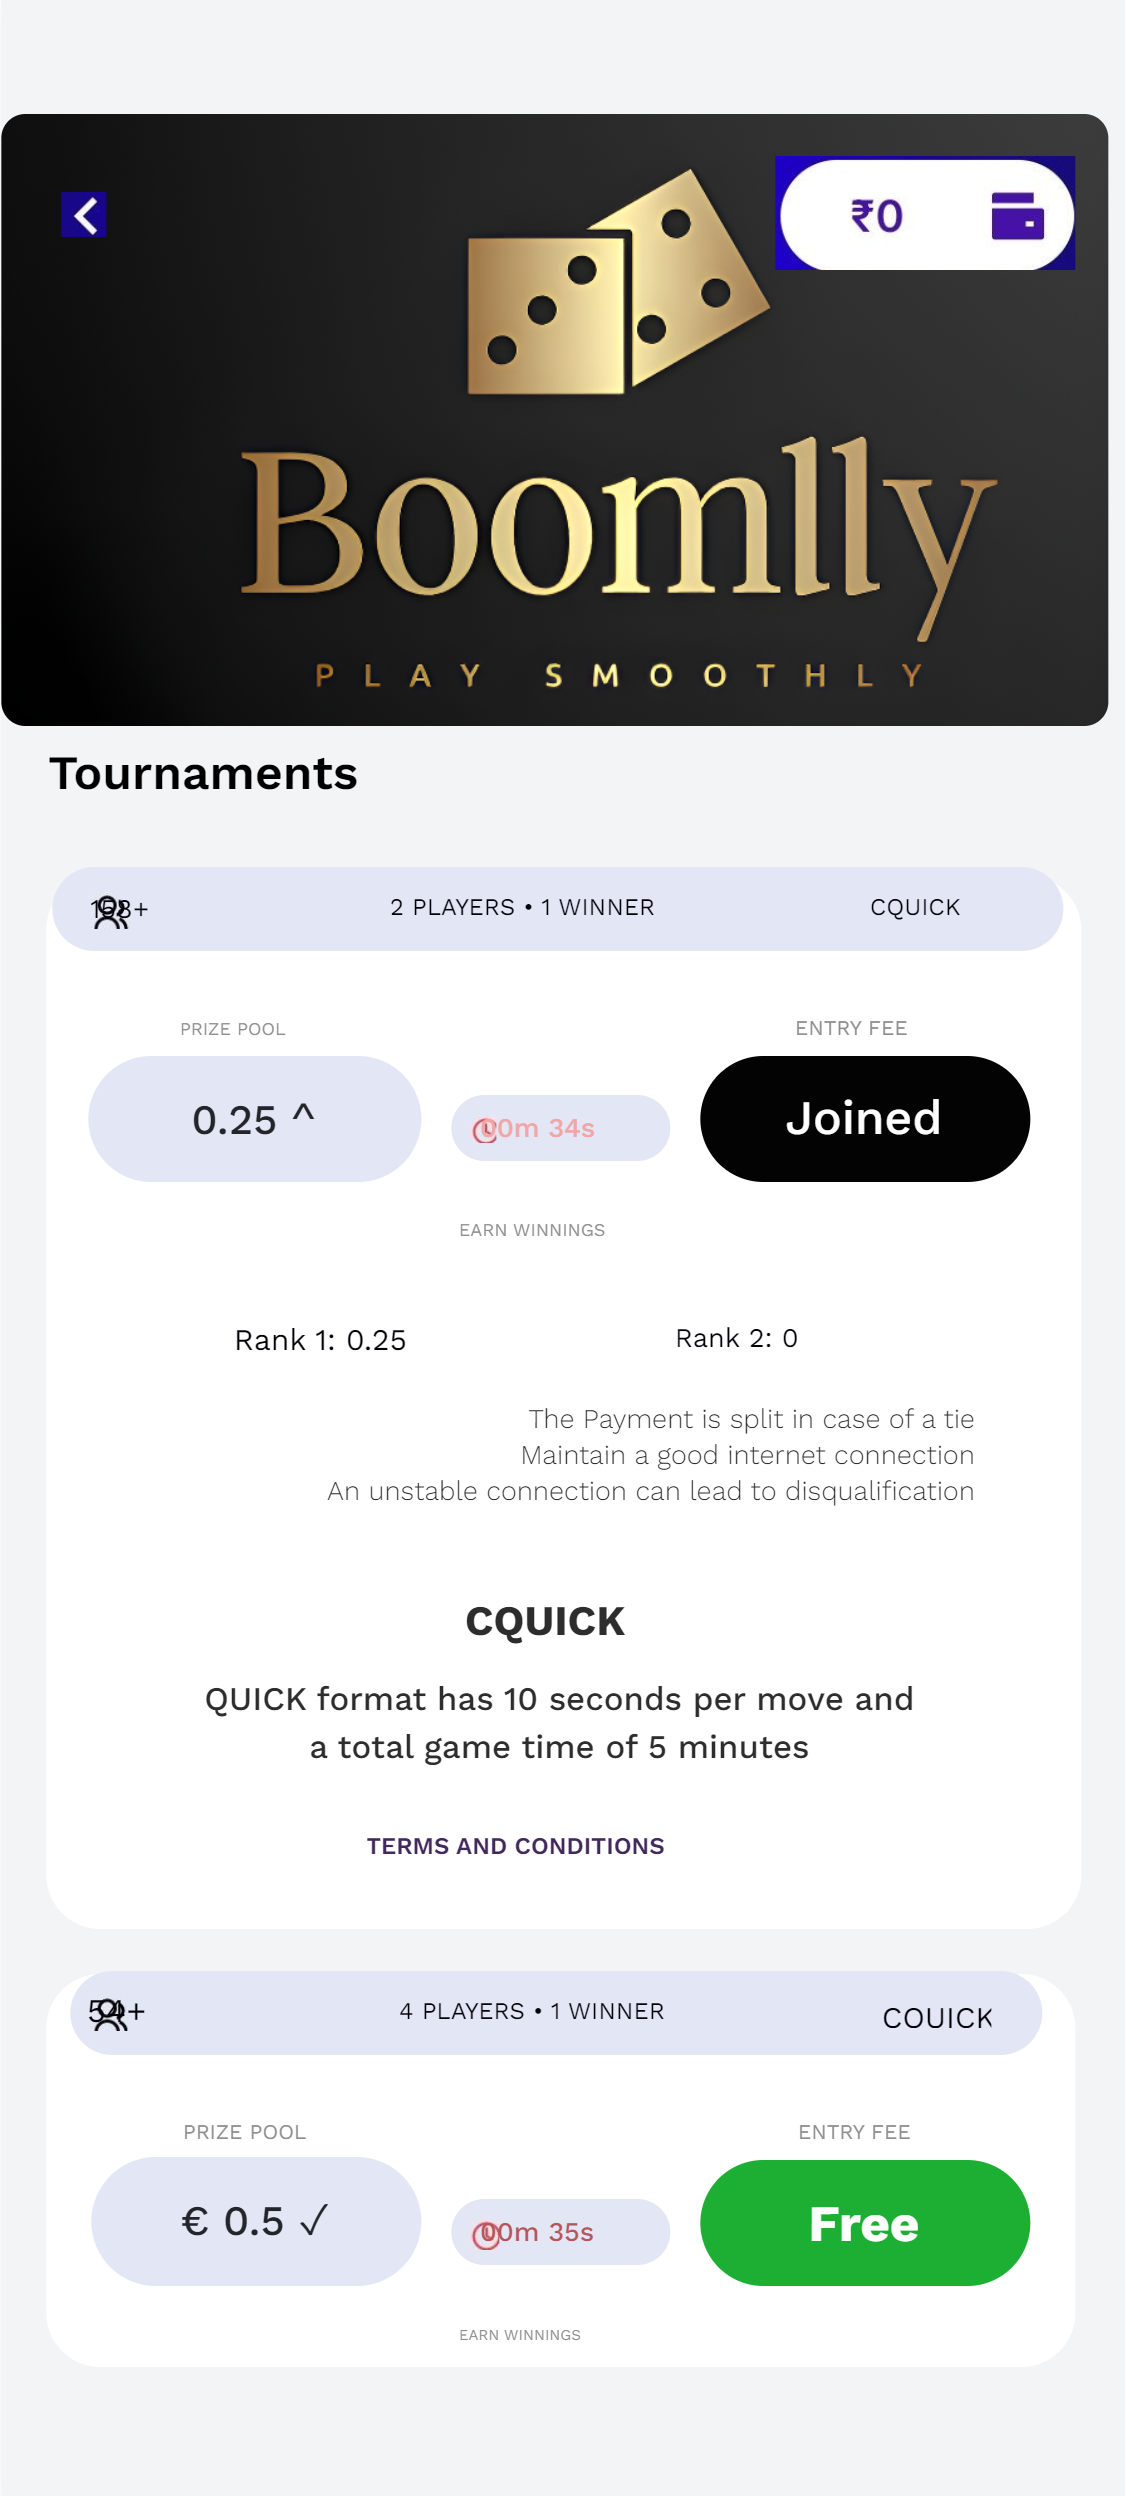 ₹0
Boomlly
PLAY SMOOTHLY
Tournaments
2 PLAYERS • 1 WINNER
CQUICK
PRIZE POOL
ENTRY FEE
0.25 ^
00m 34s
Joined
EARN WINNINGS
Rank 1: 0.25
Rank 2: 0
The Payment is split in case of a tie
Maintain a good internet connection
An unstable connection can lead to disqualification
CQUICK
QUICK format has 10 seconds per move and
a total game time of 5 minutes
TERMS AND CONDITIONS
54+
4 PLAYERS • 1 WINNER
CQUICK
PRIZE POOL
ENTRY FEE
€ 0.5 ✓
00m 35s
Free
EARN WINNINGS